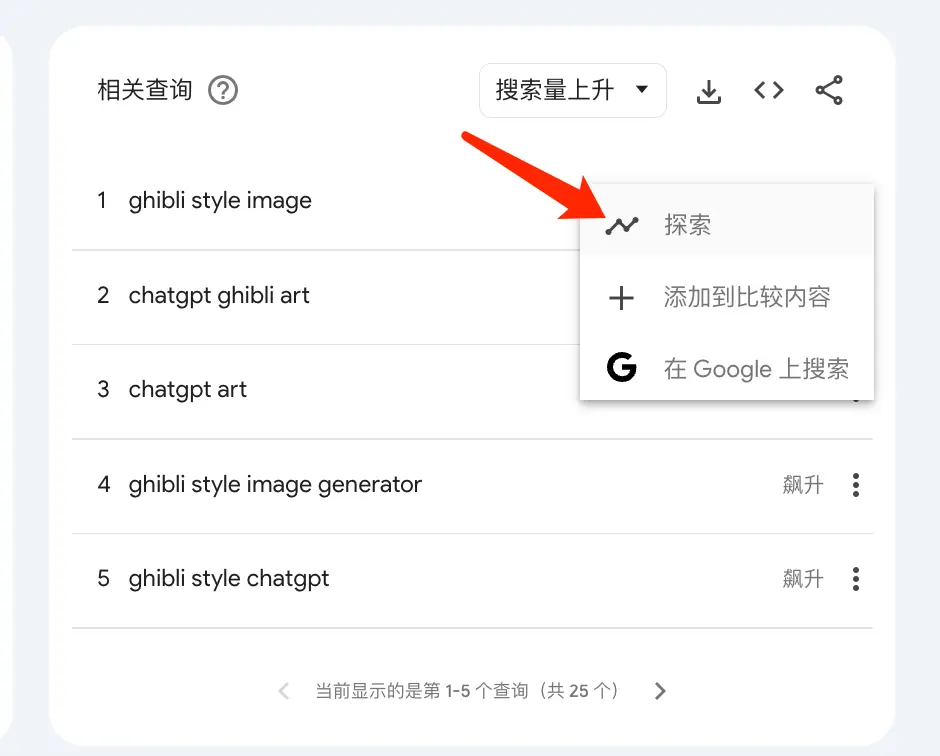 相关查询 ?
搜索量上升
1 ghibli style image
探索
2 chatgpt ghibli art
添加到比较内容
在 Google 上搜索
3 chatgpt art
4 ghibli style image generator 飙升
5 ghibli style chatgpt 飙升
当前显示的是第 1-5 个查询（共 25 个）